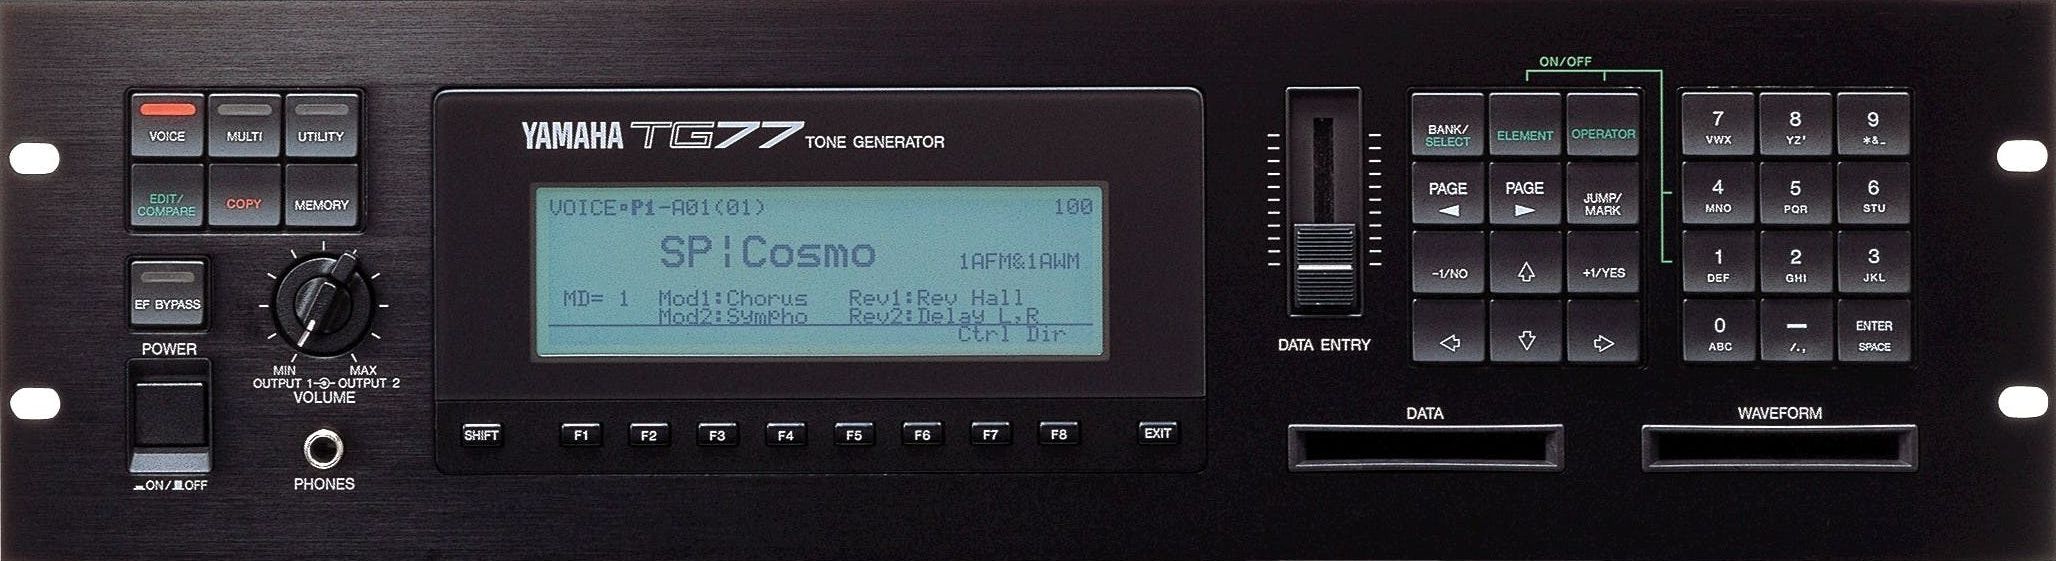 VOICE MULTI UTILITY
EDIT/
COMPARE COPY MEMORY
EF BYPASS
POWER
ON/ OFF
MIN MAX
OUTPUT 1 OUTPUT 2
VOLUME
PHONES
YAMAHA TG77 TONE GENERATOR
VOICE P1-A01(01) 100
SP¦Cosmo
1AFM&1AWM
MD= 1 Mod1:Chorus Rev1:Rev Hall
Mod2:Sympho Rev2:Delay L,R
Ctrl Dir
SHIFT F1 F2 F3 F4 F5 F6 F7 F8 EXIT
DATA ENTRY
ON/OFF
BANK/
SELECT ELEMENT OPERATOR
PAGE PAGE JUMP/
MARK
-1/NO +1/YES
7 8 9
VWX YZ' *&_
4 5 6
MNO PQR STU
1 2 3
DEF GHI JKL
0 — ENTER
ABC /., SPACE
DATA WAVEFORM